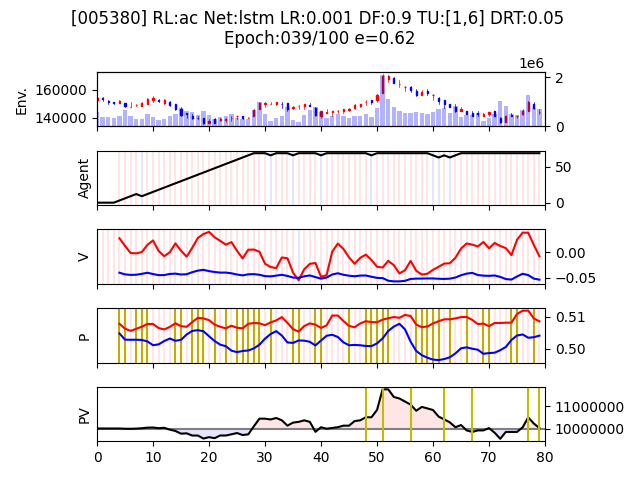 [005380] RL:ac Net:lstm LR:0.001 DF:0.9 TU:[1,6] DRT:0.05
Epoch:039/100 e=0.62
1e6
Env.
160000
140000
2
0
Agent
50
0
V
0.00
−0.05
P
0.51
0.50
PV
11000000
10000000
0 10 20 30 40 50 60 70 80